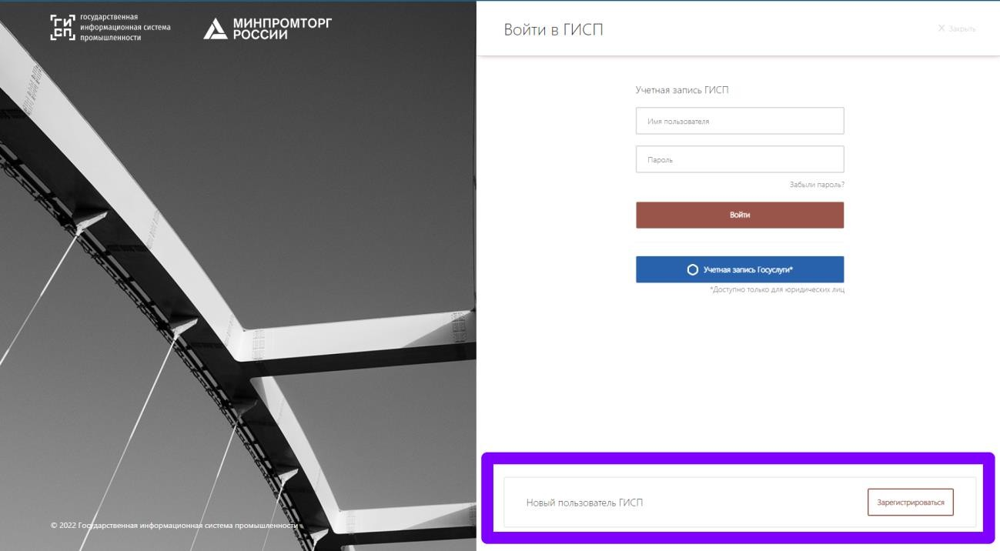 ГИ
СП
государственная
информационная система
промышленности
МИНПРОМТОРГ
РОССИИ
© 2022 Государственная информационная система промышленности
Войти в ГИСП
X Закрыть
Учетная запись ГИСП
Имя пользователя
Пароль
Забыли пароль?
Войти
Учетная запись Госуслуги*
*Доступно только для юридических лиц
Новый пользователь ГИСП
Зарегистрироваться